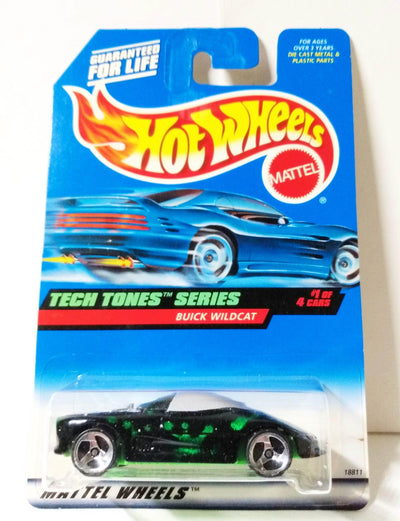 GUARANTEED
FOR LIFE
FOR AGES
OVER 3 YEARS
DIE CAST METAL &
PLASTIC PARTS
HOT WHEELS
MATTEL
®
TECH TONES™ SERIES
#1 OF
4 CARS
BUICK WILDCAT
18811
MATTEL WHEELS™